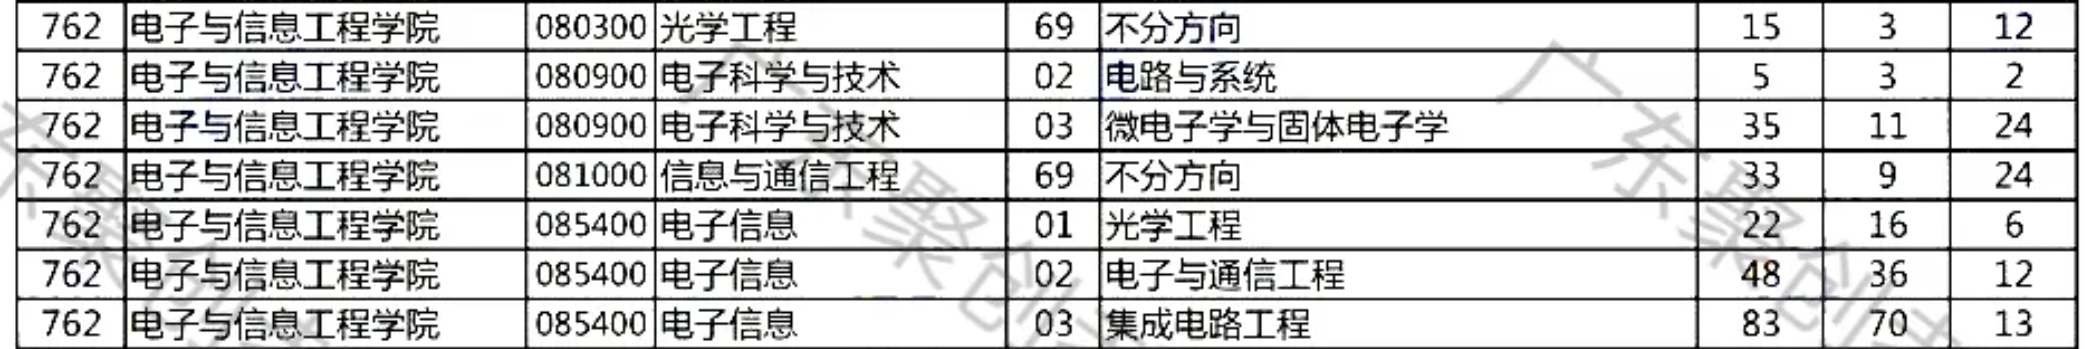 762 电子与信息工程学院 080300 光学工程 69 不分方向 15 3 12
762 电子与信息工程学院 080900 电子科学与技术 02 电路与系统 5 3 2
762 电子与信息工程学院 080900 电子科学与技术 03 微电子学与固体电子学 35 11 24
762 电子与信息工程学院 081000 信息与通信工程 69 不分方向 33 9 24
762 电子与信息工程学院 085400 电子信息 01 光学工程 22 16 6
762 电子与信息工程学院 085400 电子信息 02 电子与通信工程 48 36 12
762 电子与信息工程学院 085400 电子信息 03 集成电路工程 83 70 13
广东聚创
广东聚创